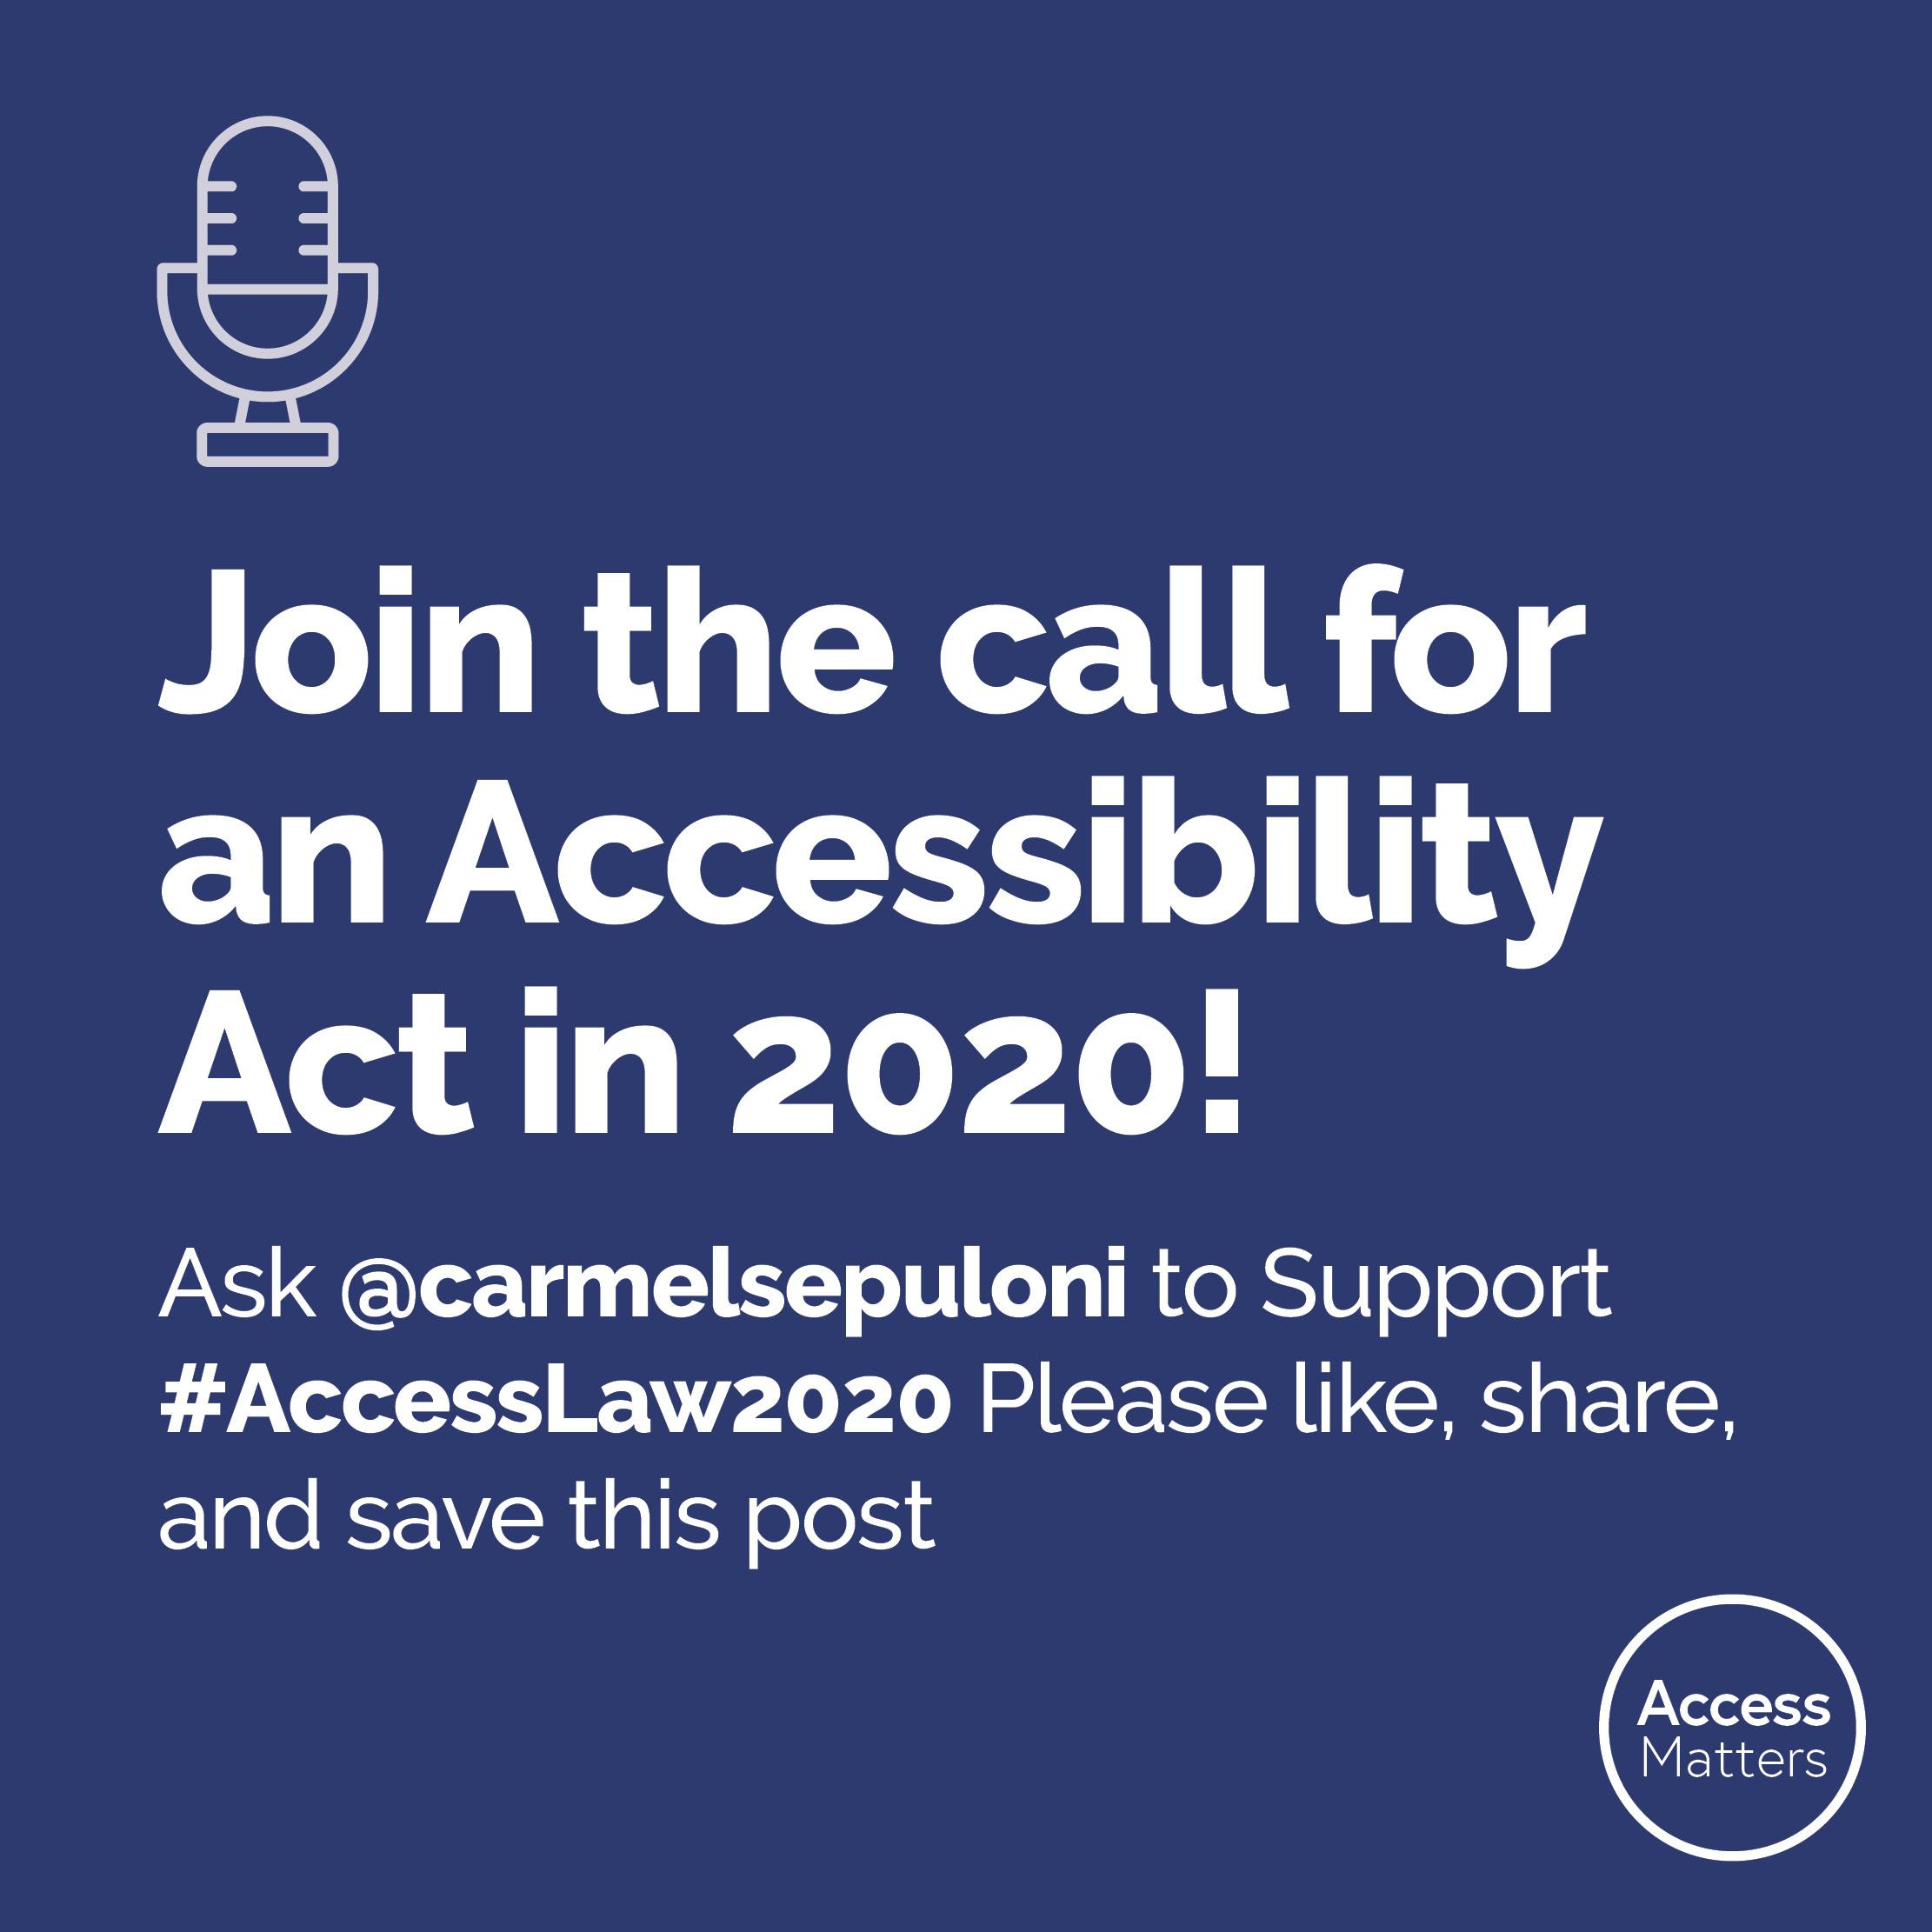 Join the call for
an Accessibility
Act in 2020!
Ask @carmelsepuloni to Support
#AccessLaw2020 Please like, share,
and save this post
Access
Matters